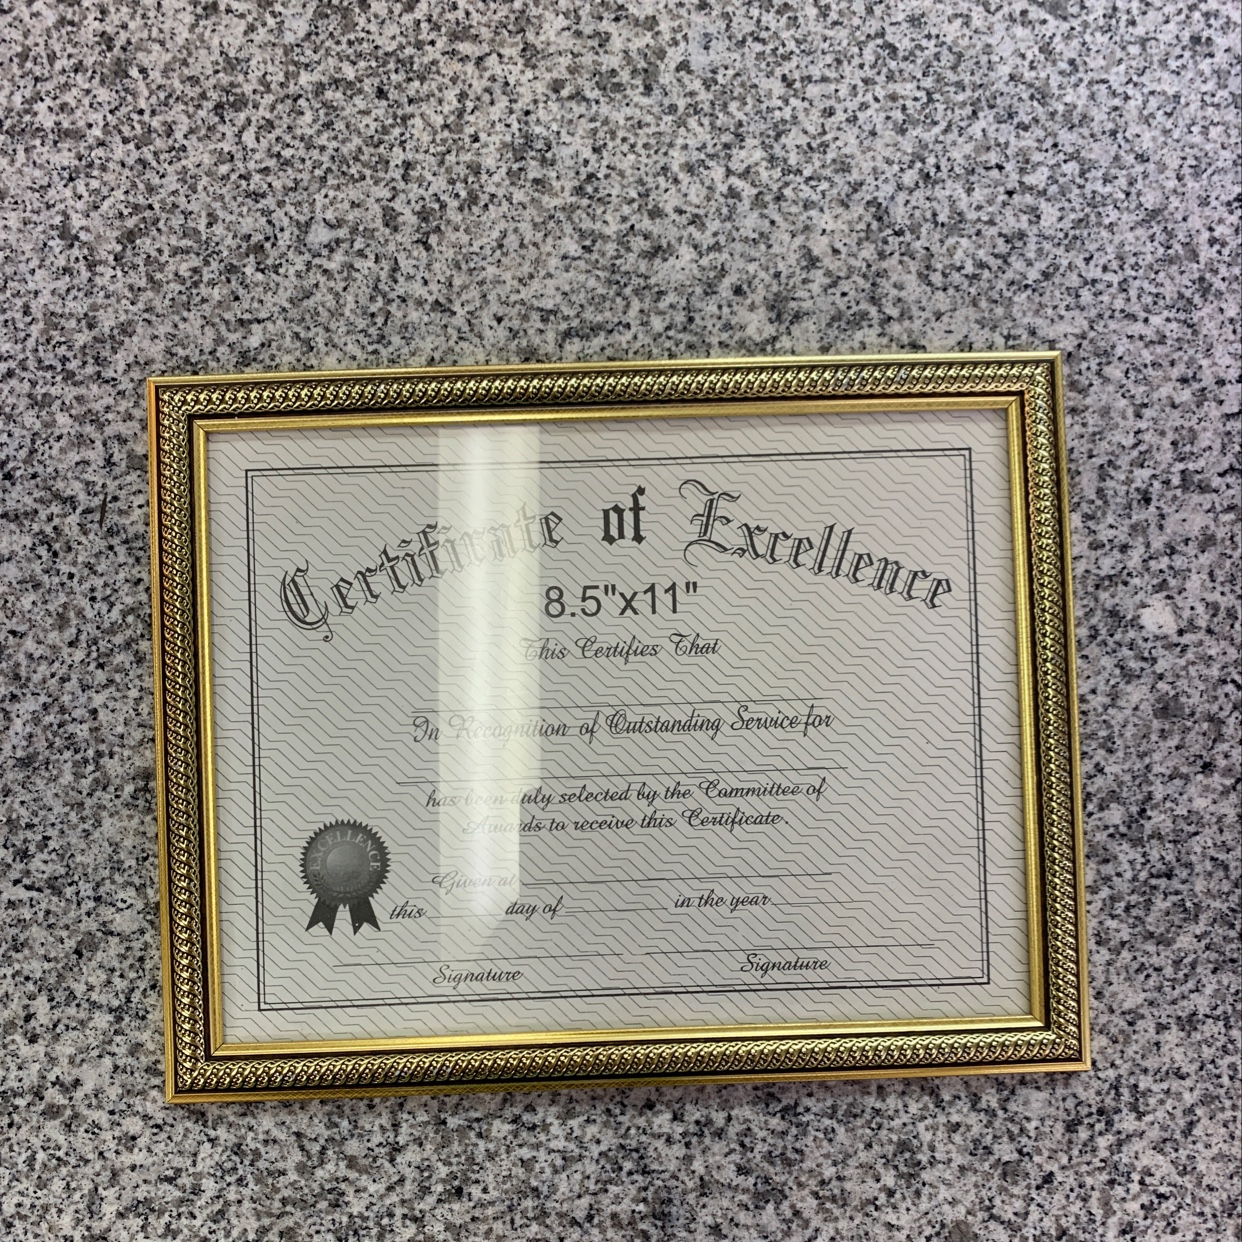 Certificate of Excellence
8.5"x11"
This Certifies That
In Recognition of Outstanding Service for
has been duly selected by the Committee of
Awards to receive this Certificate.
EXCELLENCE
Given at
this day of in the year
Signature Signature